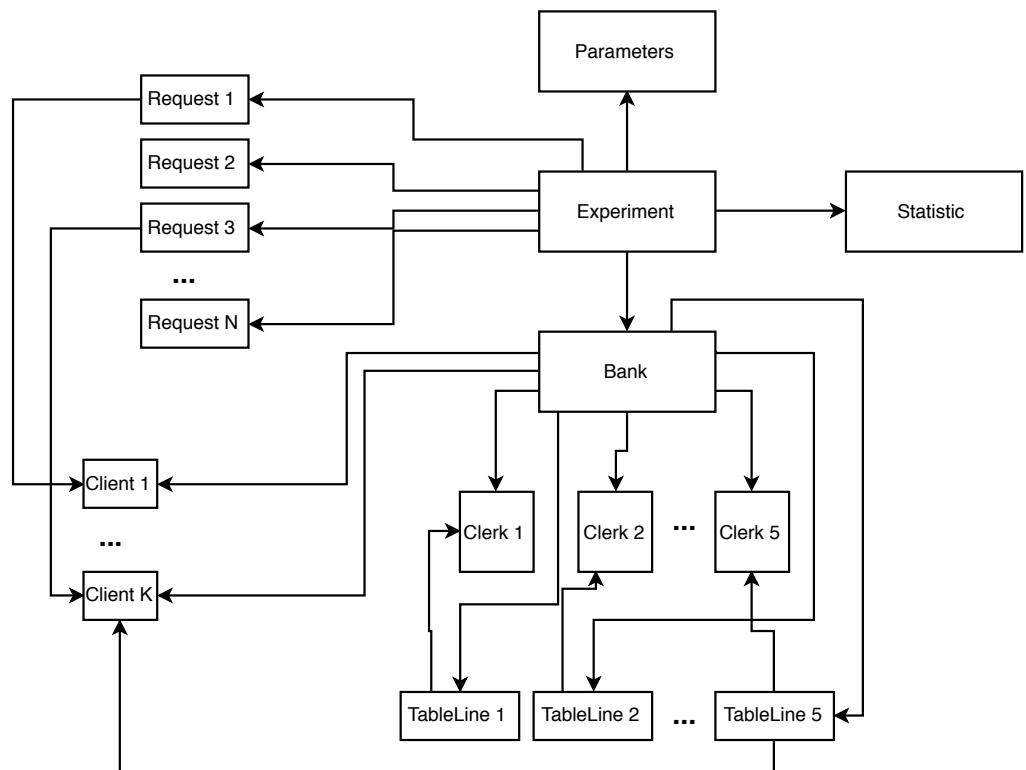 Parameters
Request 1
Request 2
Experiment
Statistic
Request 3
...
Request N
Bank
Client 1
Clerk 1
Clerk 2
...
Clerk 5
...
Client K
TableLine 1
TableLine 2
...
TableLine 5